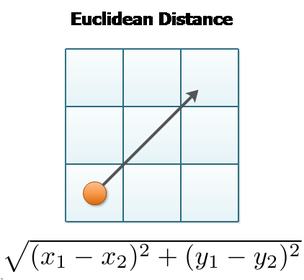 Euclidean Distance
√(x₁ − x₂)² + (y₁ − y₂)²